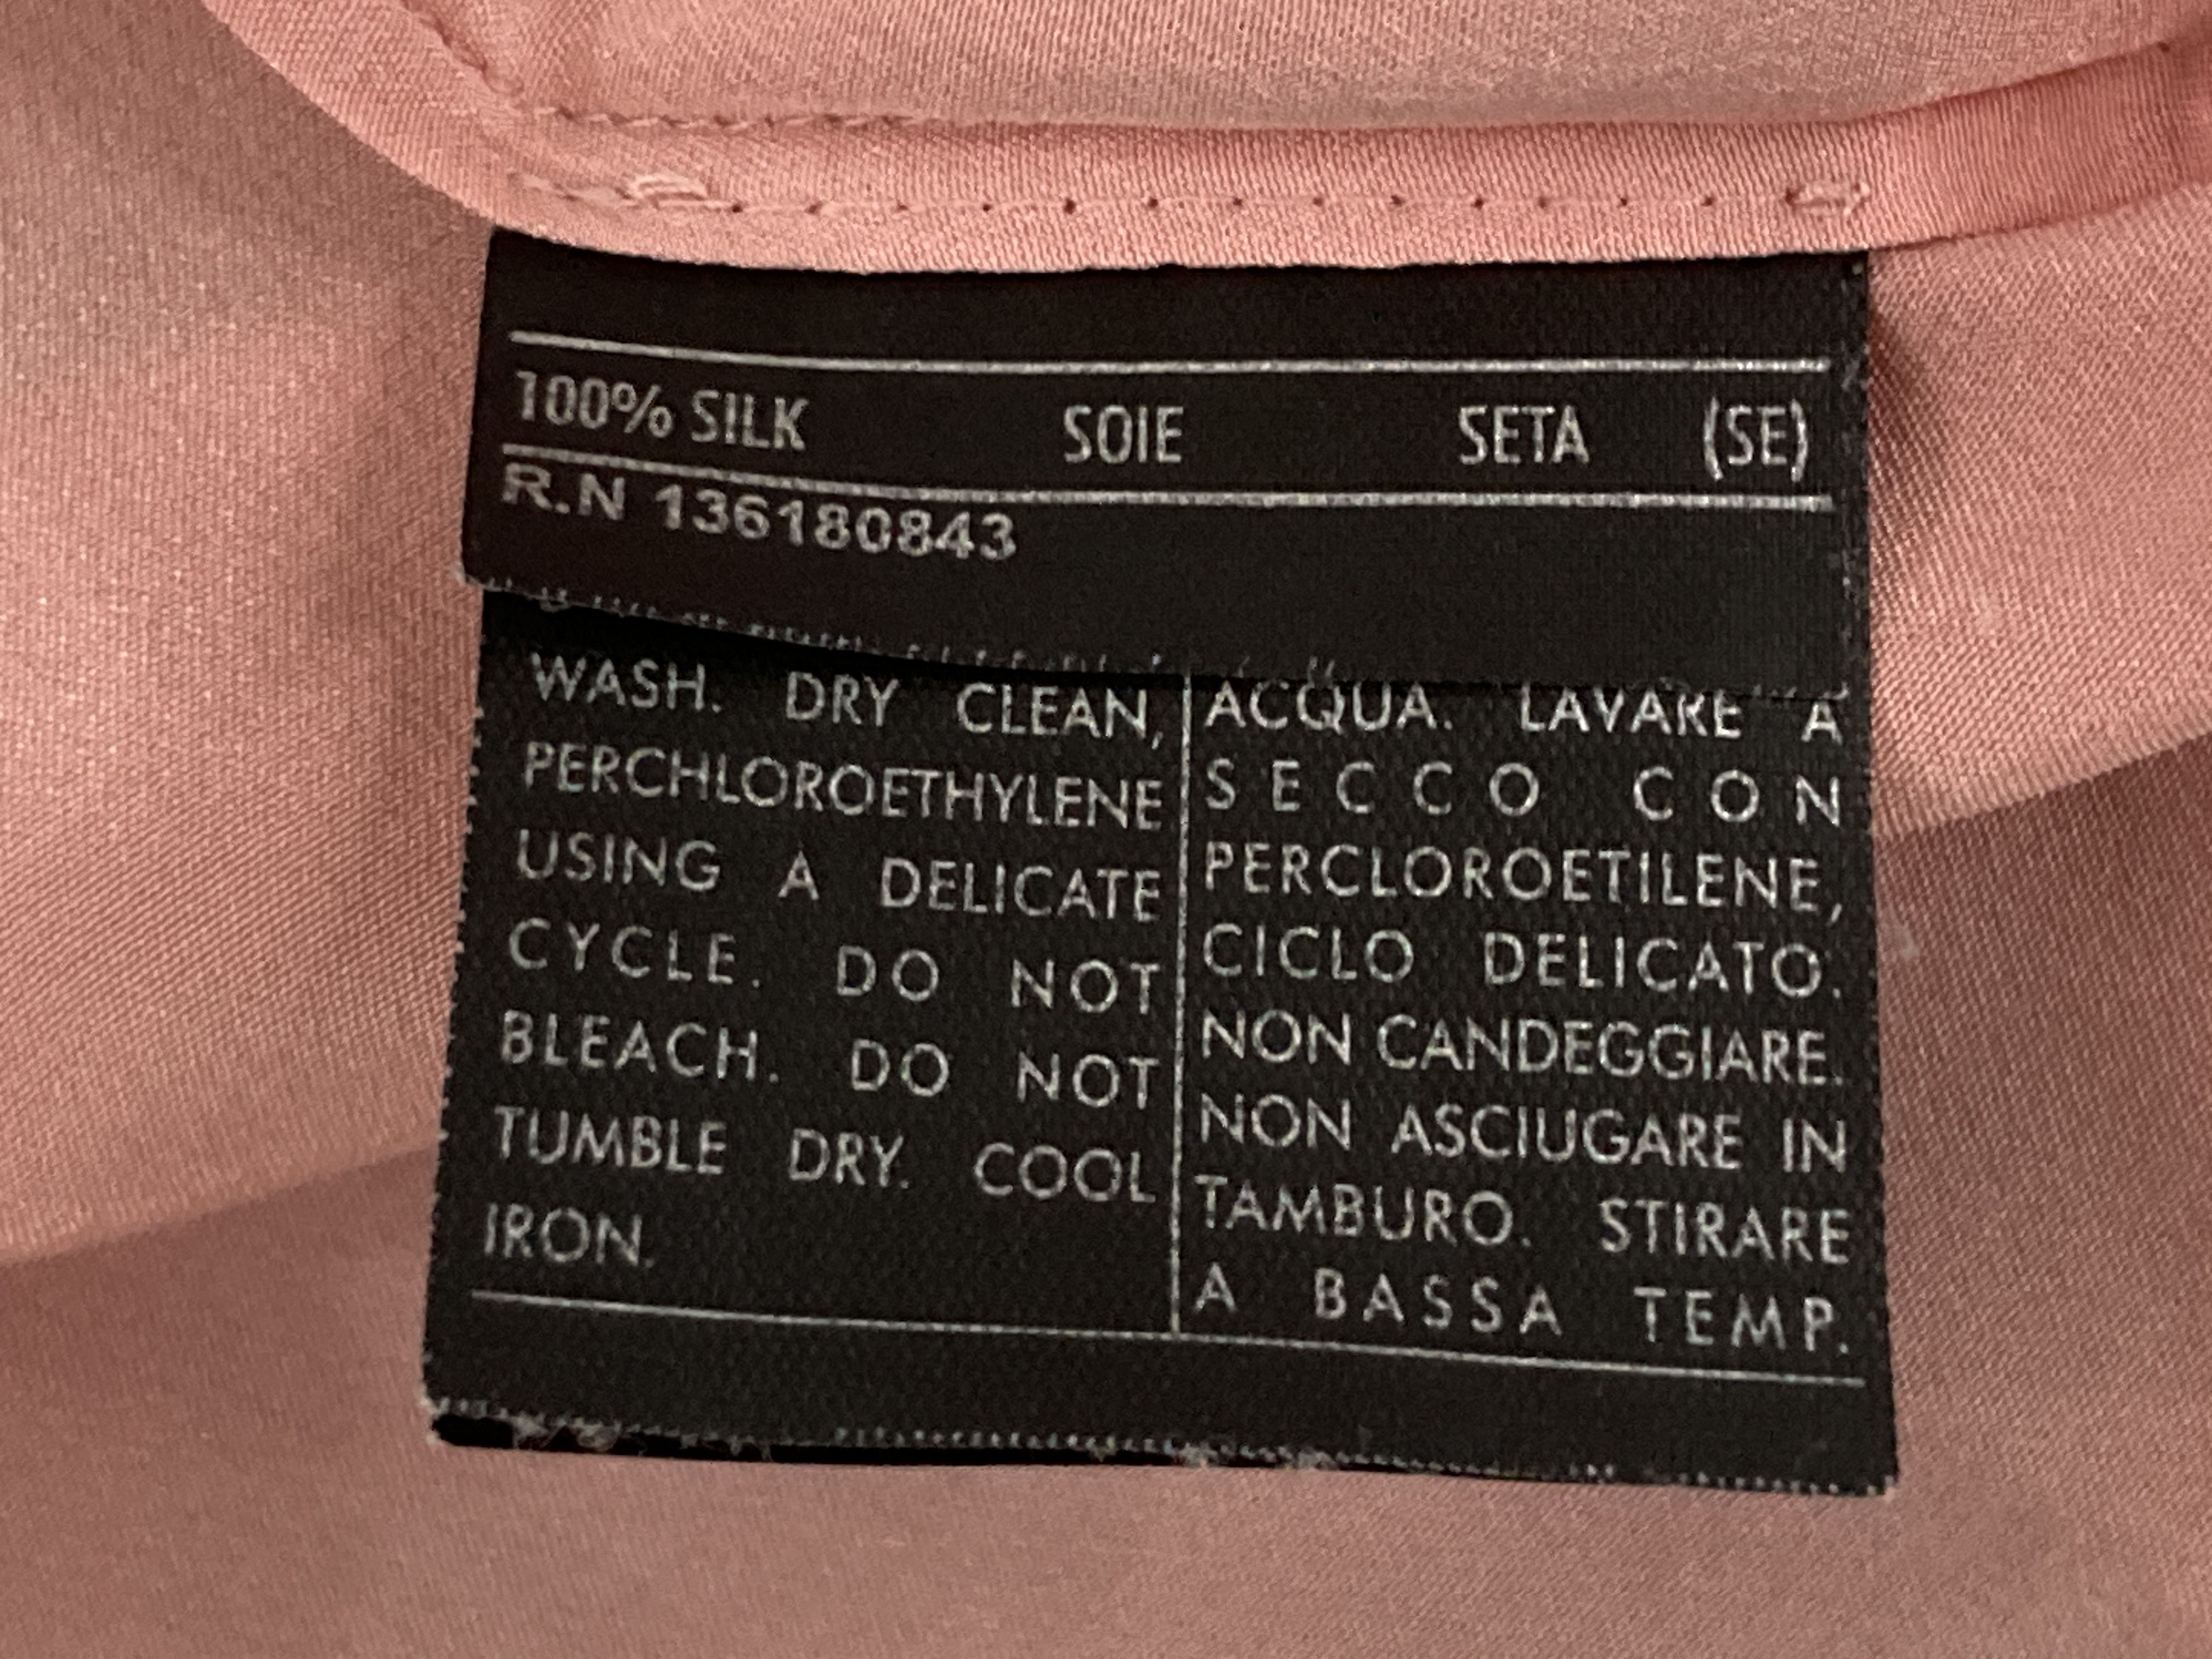 100% SILK SOIE SETA (SE)
R.N 136180843
WASH. DRY CLEAN,
PERCHLOROETHYLENE
USING A DELICATE
CYCLE. DO NOT
BLEACH. DO NOT
TUMBLE DRY. COOL
IRON.
ACQUA. LAVARE A
SECCO CON
PERCLOROETILENE,
CICLO DELICATO.
NON CANDEGGIARE.
NON ASCIUGARE IN
TAMBURO. STIRARE
A BASSA TEMP.